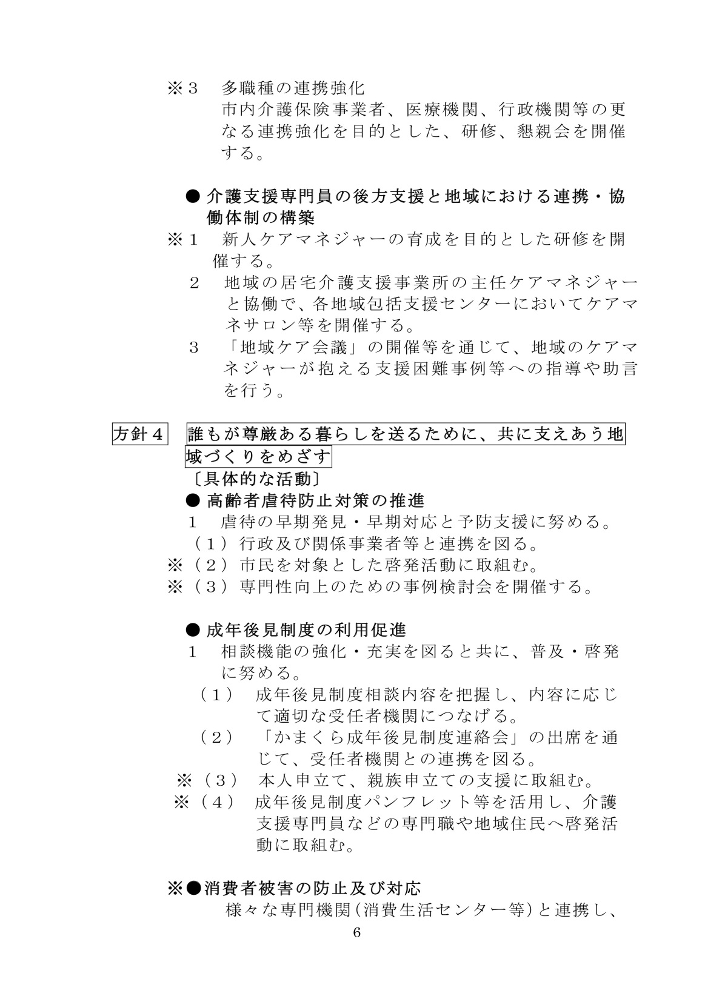 ※３　多職種の連携強化
市内介護保険事業者、医療機関、行政機関等の更
なる連携強化を目的とした、研修、懇親会を開催
する。
●介護支援専門員の後方支援と地域における連携・協
働体制の構築
※１　新人ケアマネジャーの育成を目的とした研修を開
催する。
２　地域の居宅介護支援事業所の主任ケアマネジャー
と協働で、各地域包括支援センターにおいてケアマ
ネサロン等を開催する。
３　「地域ケア会議」の開催等を通じて、地域のケアマ
ネジャーが抱える支援困難事例等への指導や助言
を行う。
方針４　誰もが尊厳ある暮らしを送るために、共に支えあう地
域づくりをめざす
〔具体的な活動〕
●高齢者虐待防止対策の推進
１　虐待の早期発見・早期対応と予防支援に努める。
（１）行政及び関係事業者等と連携を図る。
※（２）市民を対象とした啓発活動に取組む。
※（３）専門性向上のための事例検討会を開催する。
●成年後見制度の利用促進
１　相談機能の強化・充実を図ると共に、普及・啓発
に努める。
（１）　成年後見制度相談内容を把握し、内容に応じ
て適切な受任者機関につなげる。
（２）　「かまくら成年後見制度連絡会」の出席を通
じて、受任者機関との連携を図る。
※（３）　本人申立て、親族申立ての支援に取組む。
※（４）　成年後見制度パンフレット等を活用し、介護
支援専門員などの専門職や地域住民へ啓発活
動に取組む。
※●消費者被害の防止及び対応
様々な専門機関（消費生活センター等）と連携し、
6